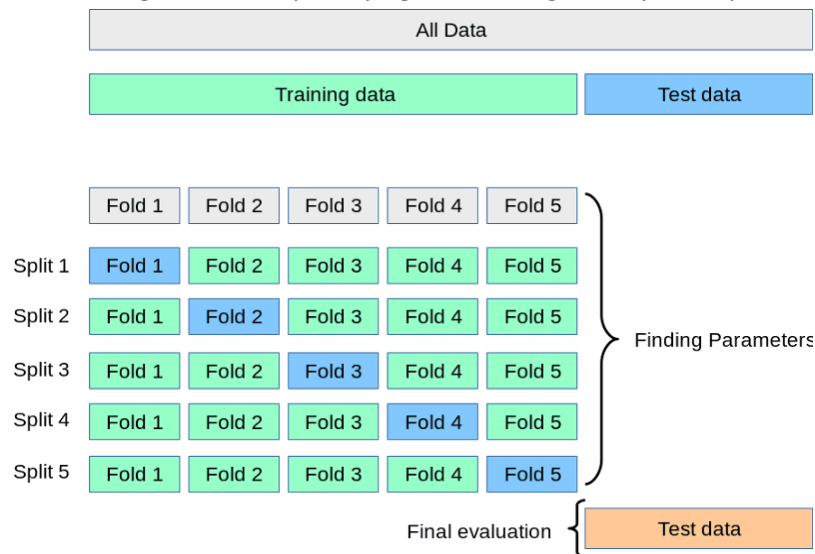 All Data
Training data Test data
Fold 1 Fold 2 Fold 3 Fold 4 Fold 5
Split 1 Fold 1 Fold 2 Fold 3 Fold 4 Fold 5
Split 2 Fold 1 Fold 2 Fold 3 Fold 4 Fold 5
Finding Parameters
Split 3 Fold 1 Fold 2 Fold 3 Fold 4 Fold 5
Split 4 Fold 1 Fold 2 Fold 3 Fold 4 Fold 5
Split 5 Fold 1 Fold 2 Fold 3 Fold 4 Fold 5
Final evaluation Test data